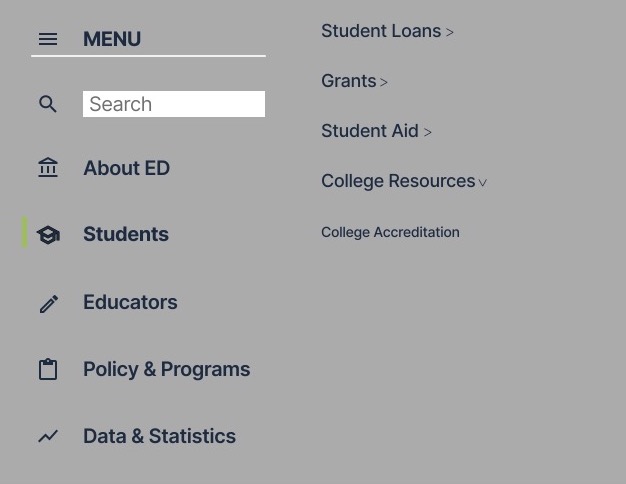 MENU
Search
About ED
Students
Educators
Policy & Programs
Data & Statistics
Student Loans >
Grants >
Student Aid >
College Resources v
College Accreditation